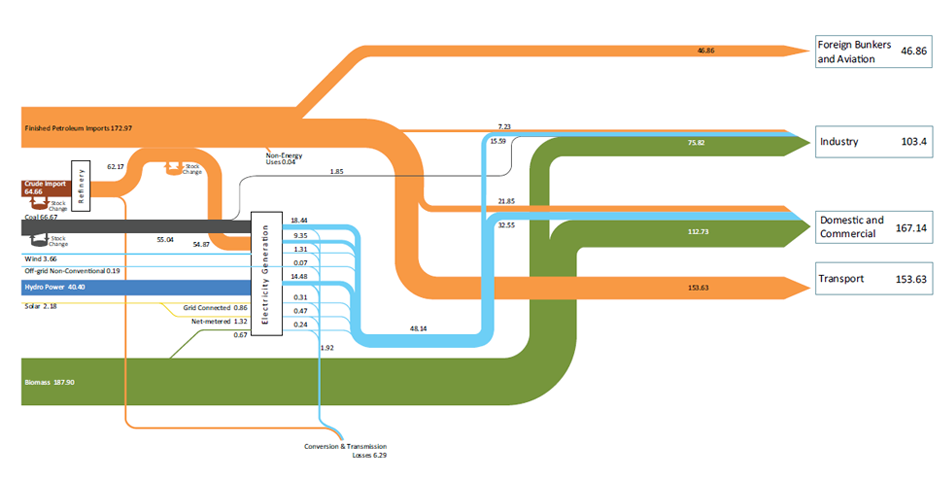 Foreign Bunkers
and Aviation
46.86
46.86
Finished Petroleum Imports 172.97
7.23
15.59
75.82
Industry
103.4
Non-Energy
Uses 0.04
62.17
Refinery
Stock
Change
1.85
Crude Import
64.66
Stock
Change
21.85
32.55
112.73
Domestic and
Commercial
167.14
Coal 66.67
Stock
Change
55.04
54.87
Electricity Generation
18.44
9.35
1.31
0.07
14.48
0.31
0.47
0.24
Wind 3.66
Off-grid Non-Conventional 0.19
Hydro Power 40.40
Solar 2.18
Grid Connected 0.86
Net-metered 1.32
0.67
1.92
48.14
153.63
Transport
153.63
Biomass 187.90
Conversion & Transmission
Losses 6.29